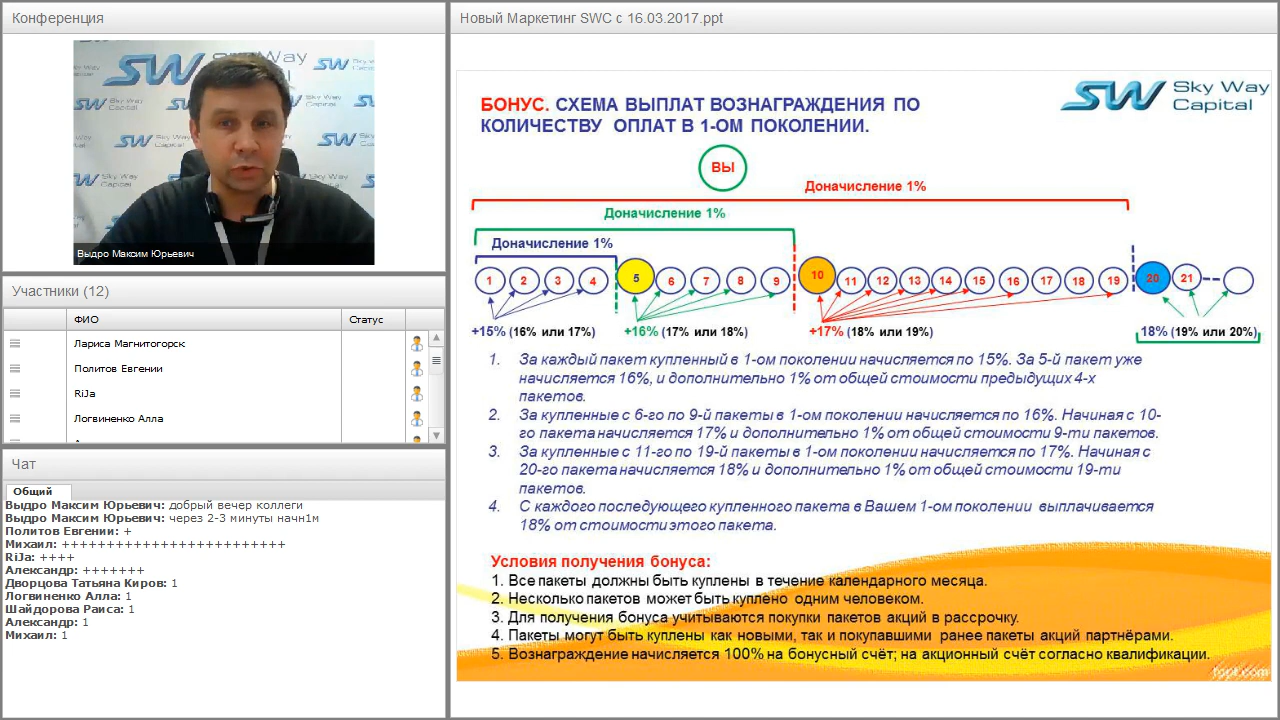 Конференция
Sky Way
Capital
SW
Sky Way
Capital
Выдро Максим Юрьевич
Участники (12)
ФИО Статус
Лариса Магнитогорск
Политов Евгении
RiJa
Логвиненко Алла
Чат
Общий
Выдро Максим Юрьевич: добрый вечер коллеги
Выдро Максим Юрьевич: через 2-3 минуты начн1м
Политов Евгении: +
Михаил: +++++++++++++++++++++++++
RiJa: ++++
Александр: +++++++
Дворцова Татьяна Киров: 1
Логвиненко Алла: 1
Шайдорова Раиса: 1
Александр: 1
Михаил: 1
Новый Маркетинг SWC с 16.03.2017.ppt
SW Sky Way
Capital
БОНУС. СХЕМА ВЫПЛАТ ВОЗНАГРАЖДЕНИЯ ПО
КОЛИЧЕСТВУ ОПЛАТ В 1-ОМ ПОКОЛЕНИИ.
ВЫ
Доначисление 1%
Доначисление 1%
Доначисление 1%
1 2 3 4 5 6 7 8 9 10 11 12 13 14 15 16 17 18 19 20 21
+15% (16% или 17%) +16% (17% или 18%) +17% (18% или 19%) 18% (19% или 20%)
1. За каждый пакет купленный в 1-ом поколении начисляется по 15%. За 5-й пакет уже
начисляется 16%, и дополнительно 1% от общей стоимости предыдущих 4-х
пакетов.
2. За купленные с 6-го по 9-й пакеты в 1-ом поколении начисляется по 16%. Начиная с 10-
го пакета начисляется 17% и дополнительно 1% от общей стоимости 9-ти пакетов.
3. За купленные с 11-го по 19-й пакеты в 1-ом поколении начисляется по 17%. Начиная с
20-го пакета начисляется 18% и дополнительно 1% от общей стоимости 19-ти
пакетов.
4. С каждого последующего купленного пакета в Вашем 1-ом поколении выплачивается
18% от стоимости этого пакета.
Условия получения бонуса:
1. Все пакеты должны быть куплены в течение календарного месяца.
2. Несколько пакетов может быть куплено одним человеком.
3. Для получения бонуса учитываются покупки пакетов акций в рассрочку.
4. Пакеты могут быть куплены как новыми, так и покупавшими ранее пакеты акций партнёрами.
5. Вознаграждение начисляется 100% на бонусный счёт; на акционный счёт согласно квалификации.
fppt.com